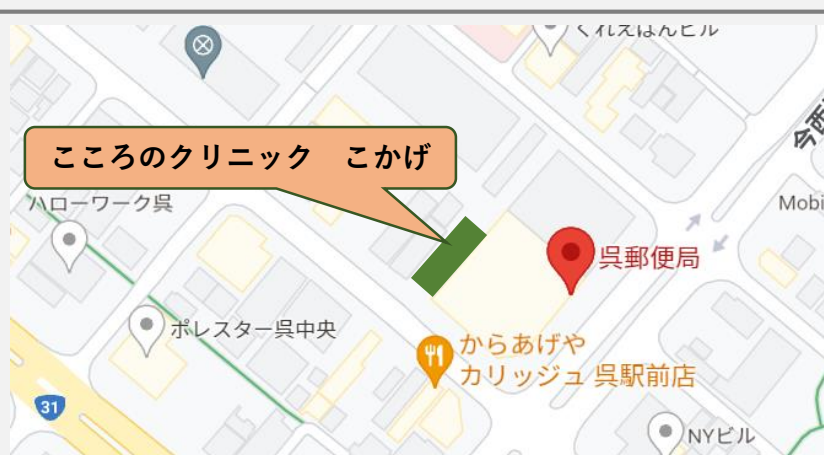 くれえばんビル
こころのクリニック　こかげ
ハローワーク呉
今西
Mobi
呉郵便局
ポレスター呉中央
からあげや
カリッジュ 呉駅前店
31
NYビル